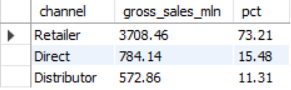 channel gross_sales_mln pct
Retailer 3708.46 73.21
Direct 784.14 15.48
Distributor 572.86 11.31